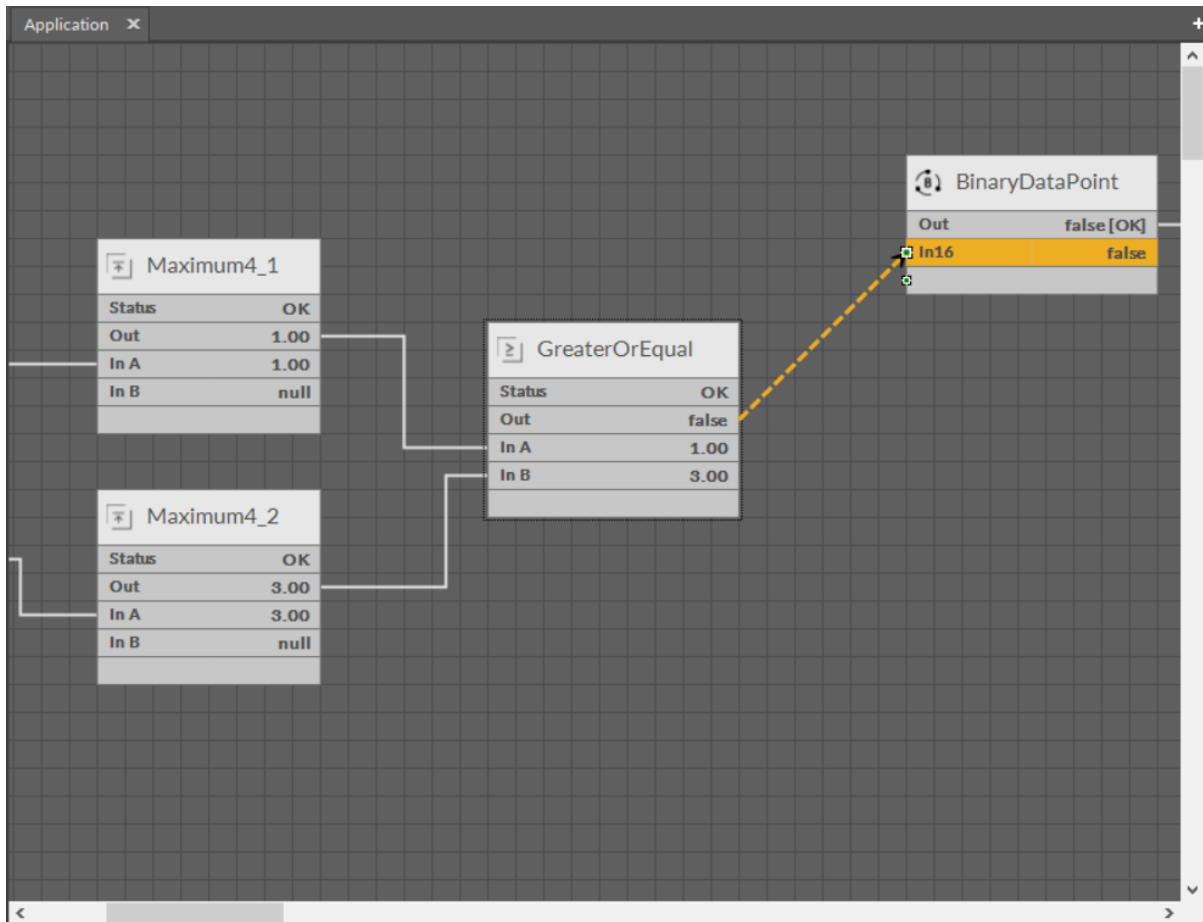 Application
BinaryDataPoint
Out false [OK]
In16 false
Maximum4_1
Status OK
Out 1.00
In A 1.00
In B null
GreaterOrEqual
Status OK
Out false
In A 1.00
In B 3.00
Maximum4_2
Status OK
Out 3.00
In A 3.00
In B null